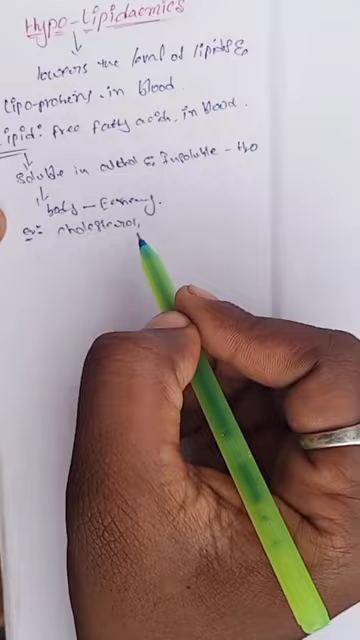 Hypo-Lipidaemics
lowers the level of lipids &
Lipo-proteins in blood.
Lipid: free fatty acids in blood.
soluble in alcohol & Insoluble - H₂O
body - Energy.
Ex: cholesterol,